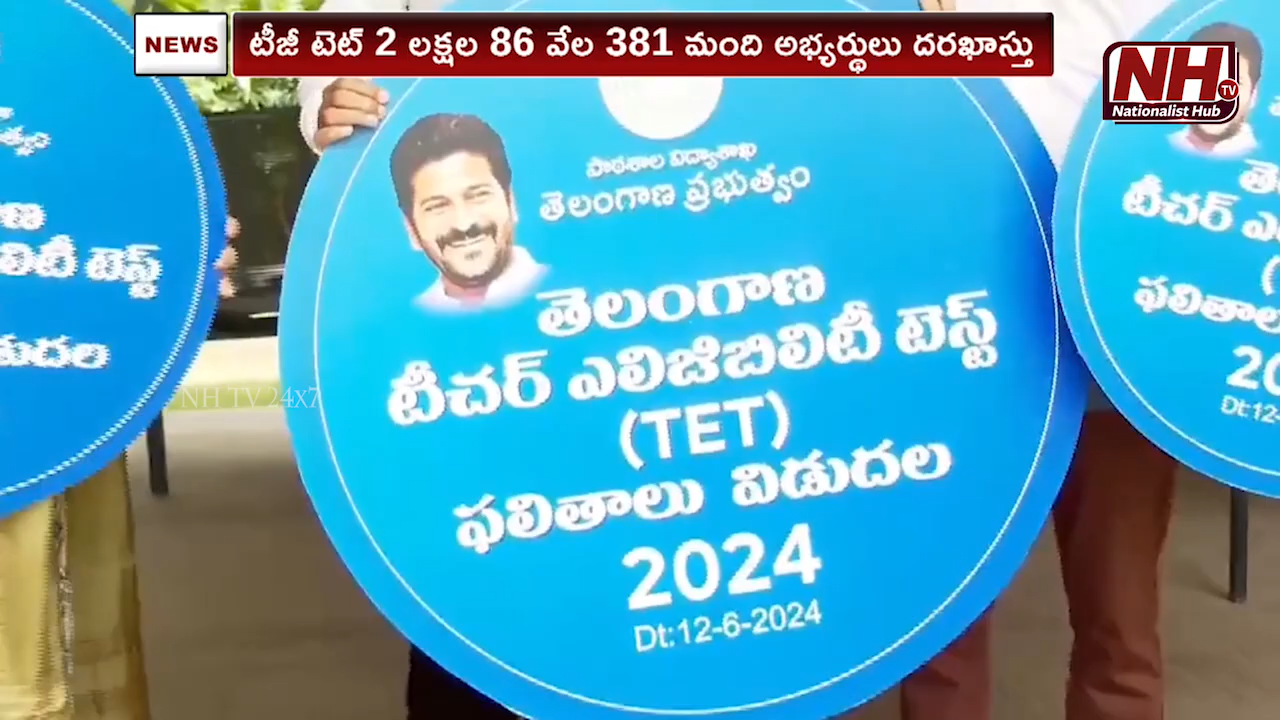 NEWS
టీజీ టెట్ 2 లక్షల 86 వేల 381 మంది అభ్యర్థులు దరఖాస్తు
NH TV
Nationalist Hub
పాఠశాల విద్యాశాఖ
తెలంగాణ ప్రభుత్వం
తెలంగాణ
టీచర్ ఎలిజిబిలిటీ టెస్ట్
(TET)
ఫలితాలు విడుదల
2024
Dt:12-6-2024
NH TV 24x7
టీచర్